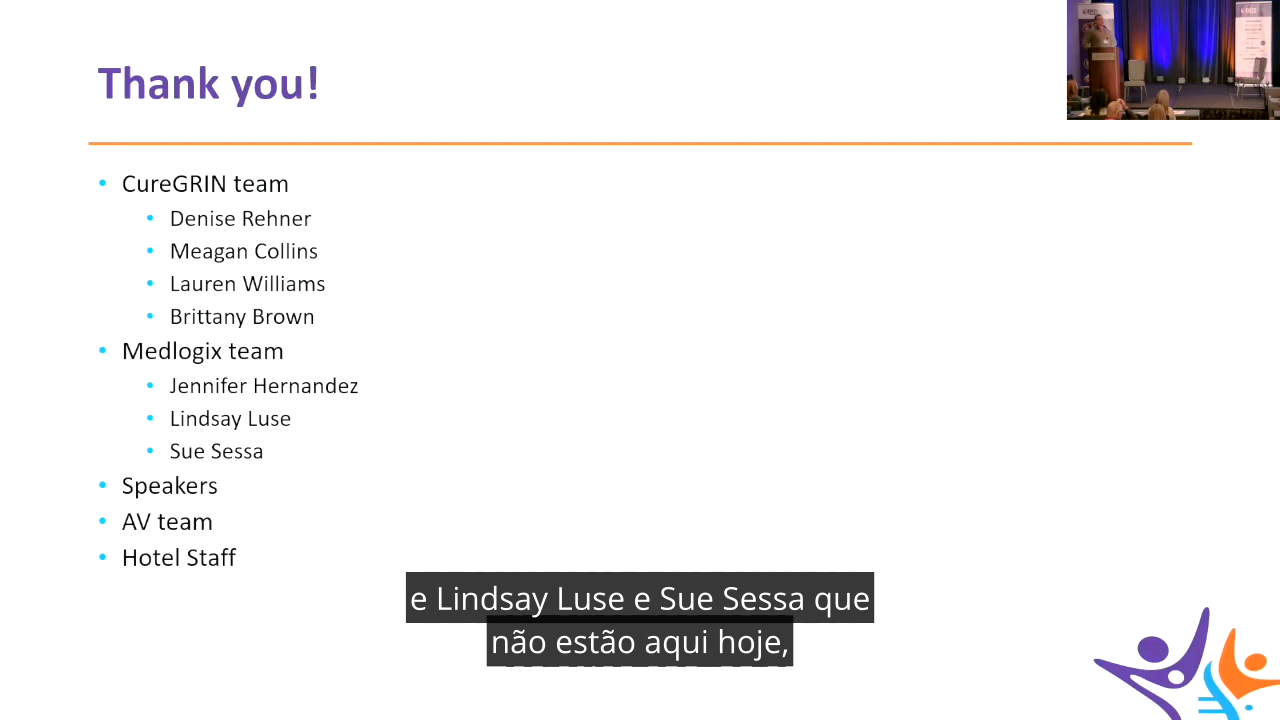 Thank you!
• CureGRIN team
• Denise Rehner
• Meagan Collins
• Lauren Williams
• Brittany Brown
• Medlogix team
• Jennifer Hernandez
• Lindsay Luse
• Sue Sessa
• Speakers
• AV team
• Hotel Staff
e Lindsay Luse e Sue Sessa que
não estão aqui hoje,